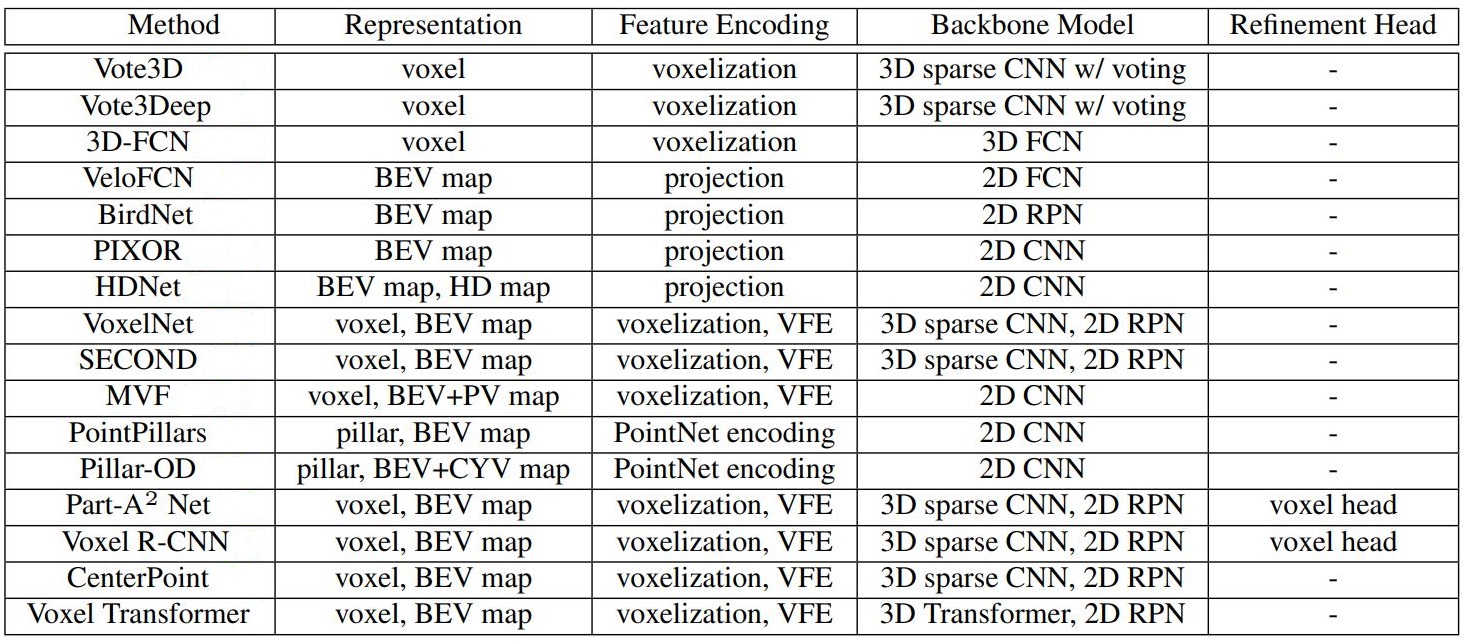 Method Representation Feature Encoding Backbone Model Refinement Head
Vote3D voxel voxelization 3D sparse CNN w/ voting -
Vote3Deep voxel voxelization 3D sparse CNN w/ voting -
3D-FCN voxel voxelization 3D FCN -
VeloFCN BEV map projection 2D FCN -
BirdNet BEV map projection 2D RPN -
PIXOR BEV map projection 2D CNN -
HDNet BEV map, HD map projection 2D CNN -
VoxelNet voxel, BEV map voxelization, VFE 3D sparse CNN, 2D RPN -
SECOND voxel, BEV map voxelization, VFE 3D sparse CNN, 2D RPN -
MVF voxel, BEV+PV map voxelization, VFE 2D CNN -
PointPillars pillar, BEV map PointNet encoding 2D CNN -
Pillar-OD pillar, BEV+CYV map PointNet encoding 2D CNN -
Part-A² Net voxel, BEV map voxelization, VFE 3D sparse CNN, 2D RPN voxel head
Voxel R-CNN voxel, BEV map voxelization, VFE 3D sparse CNN, 2D RPN voxel head
CenterPoint voxel, BEV map voxelization, VFE 3D sparse CNN, 2D RPN -
Voxel Transformer voxel, BEV map voxelization, VFE 3D Transformer, 2D RPN -